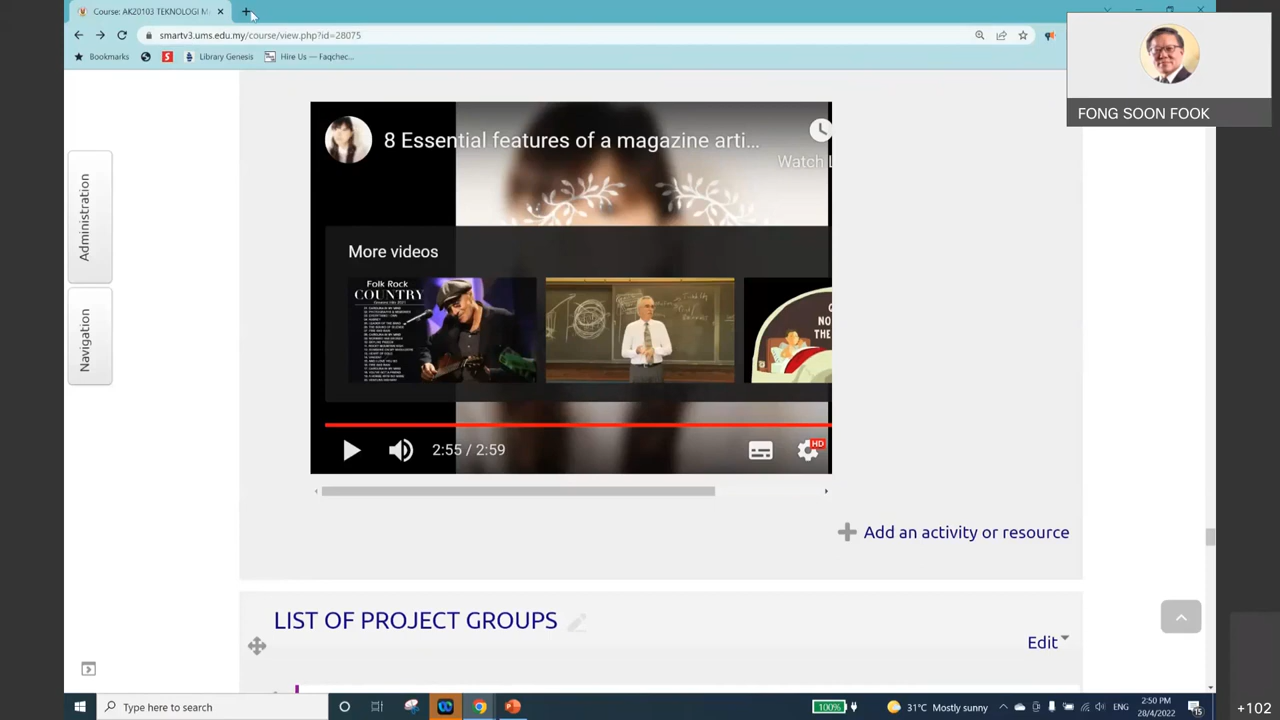 Course: AK20103 TEKNOLOGI M
smartv3.ums.edu.my/course/view.php?id=28075
Bookmarks
Library Genesis
Hire Us — Faqchec...
FONG SOON FOOK
Administration
Navigation
8 Essential features of a magazine arti...
Watch L
More videos
Folk Rock
COUNTRY
NO
THE
2:55 / 2:59
HD
Add an activity or resource
LIST OF PROJECT GROUPS
Edit
Type here to search
100%
31°C Mostly sunny
ENG
2:50 PM
28/4/2022
15
+102